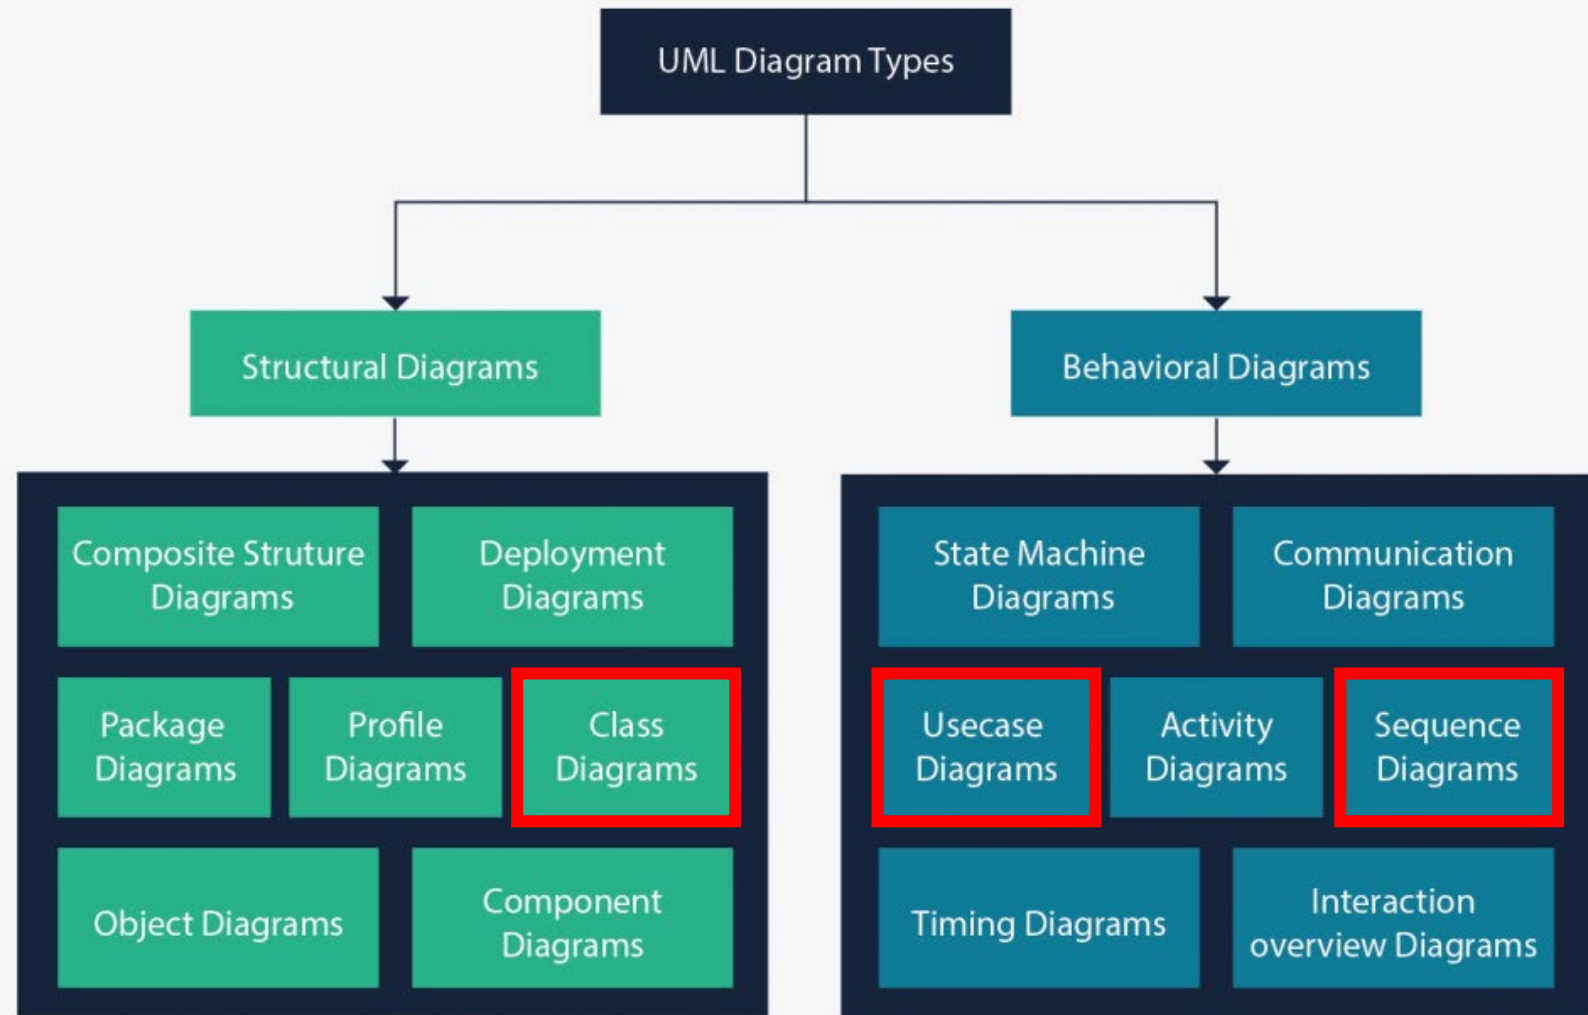 UML Diagram Types
Structural Diagrams
Behavioral Diagrams
Composite Struture
Diagrams
Deployment
Diagrams
Package
Diagrams
Profile
Diagrams
Class
Diagrams
Object Diagrams
Component
Diagrams
State Machine
Diagrams
Communication
Diagrams
Usecase
Diagrams
Activity
Diagrams
Sequence
Diagrams
Timing Diagrams
Interaction
overview Diagrams